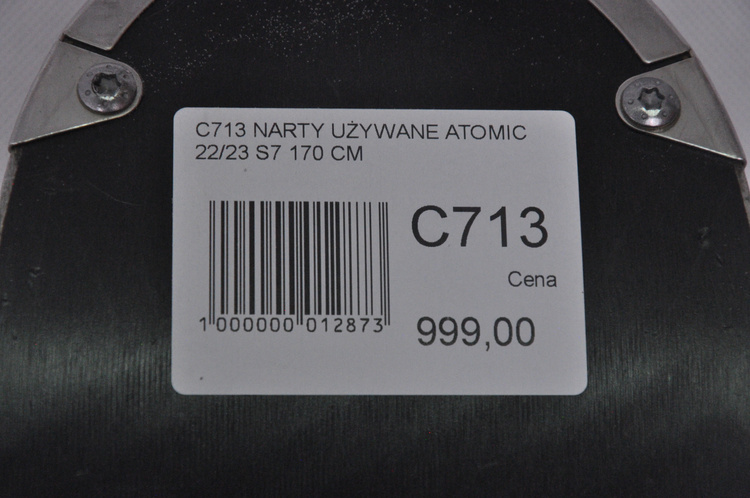 C713 NARTY UŻYWANE ATOMIC
22/23 S7 170 CM
C713
Cena
999,00
1 000000 012873